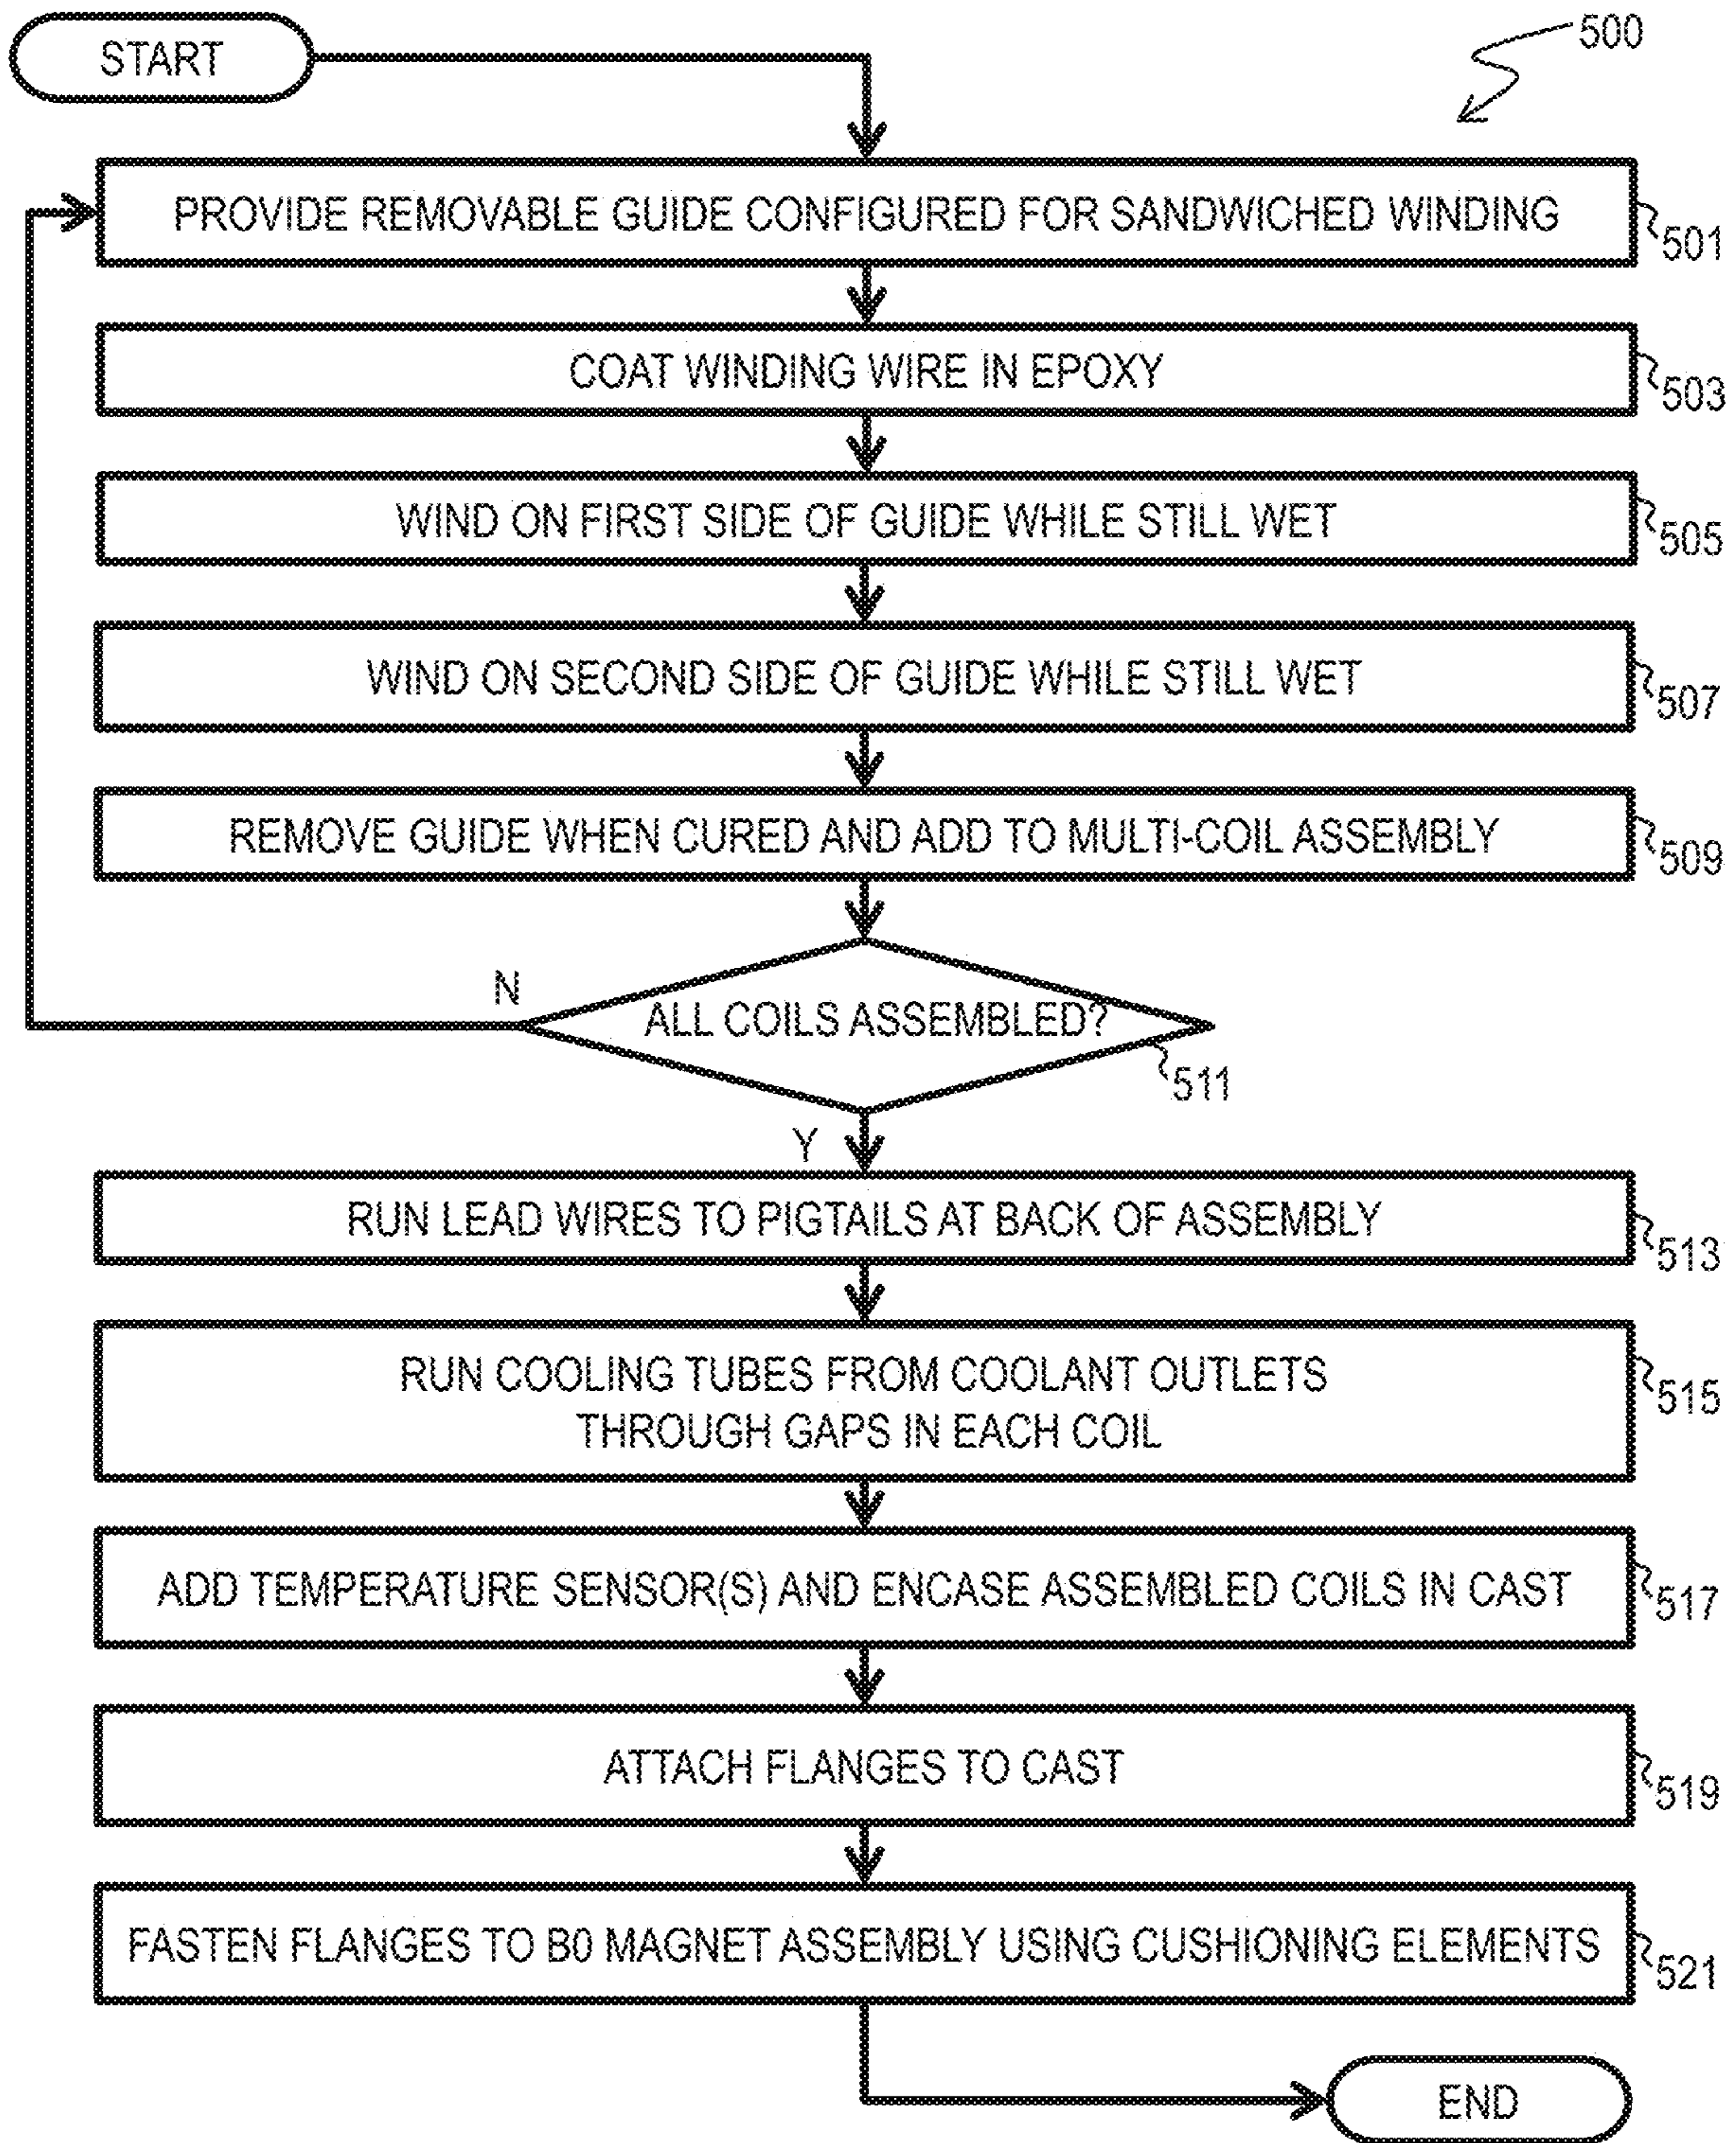 START
500
PROVIDE REMOVABLE GUIDE CONFIGURED FOR SANDWICHED WINDING
501
COAT WINDING WIRE IN EPOXY
503
WIND ON FIRST SIDE OF GUIDE WHILE STILL WET
505
WIND ON SECOND SIDE OF GUIDE WHILE STILL WET
507
REMOVE GUIDE WHEN CURED AND ADD TO MULTI-COIL ASSEMBLY
509
N
ALL COILS ASSEMBLED?
511
Y
RUN LEAD WIRES TO PIGTAILS AT BACK OF ASSEMBLY
513
RUN COOLING TUBES FROM COOLANT OUTLETS
THROUGH GAPS IN EACH COIL
515
ADD TEMPERATURE SENSOR(S) AND ENCASE ASSEMBLED COILS IN CAST
517
ATTACH FLANGES TO CAST
519
FASTEN FLANGES TO B0 MAGNET ASSEMBLY USING CUSHIONING ELEMENTS
521
END